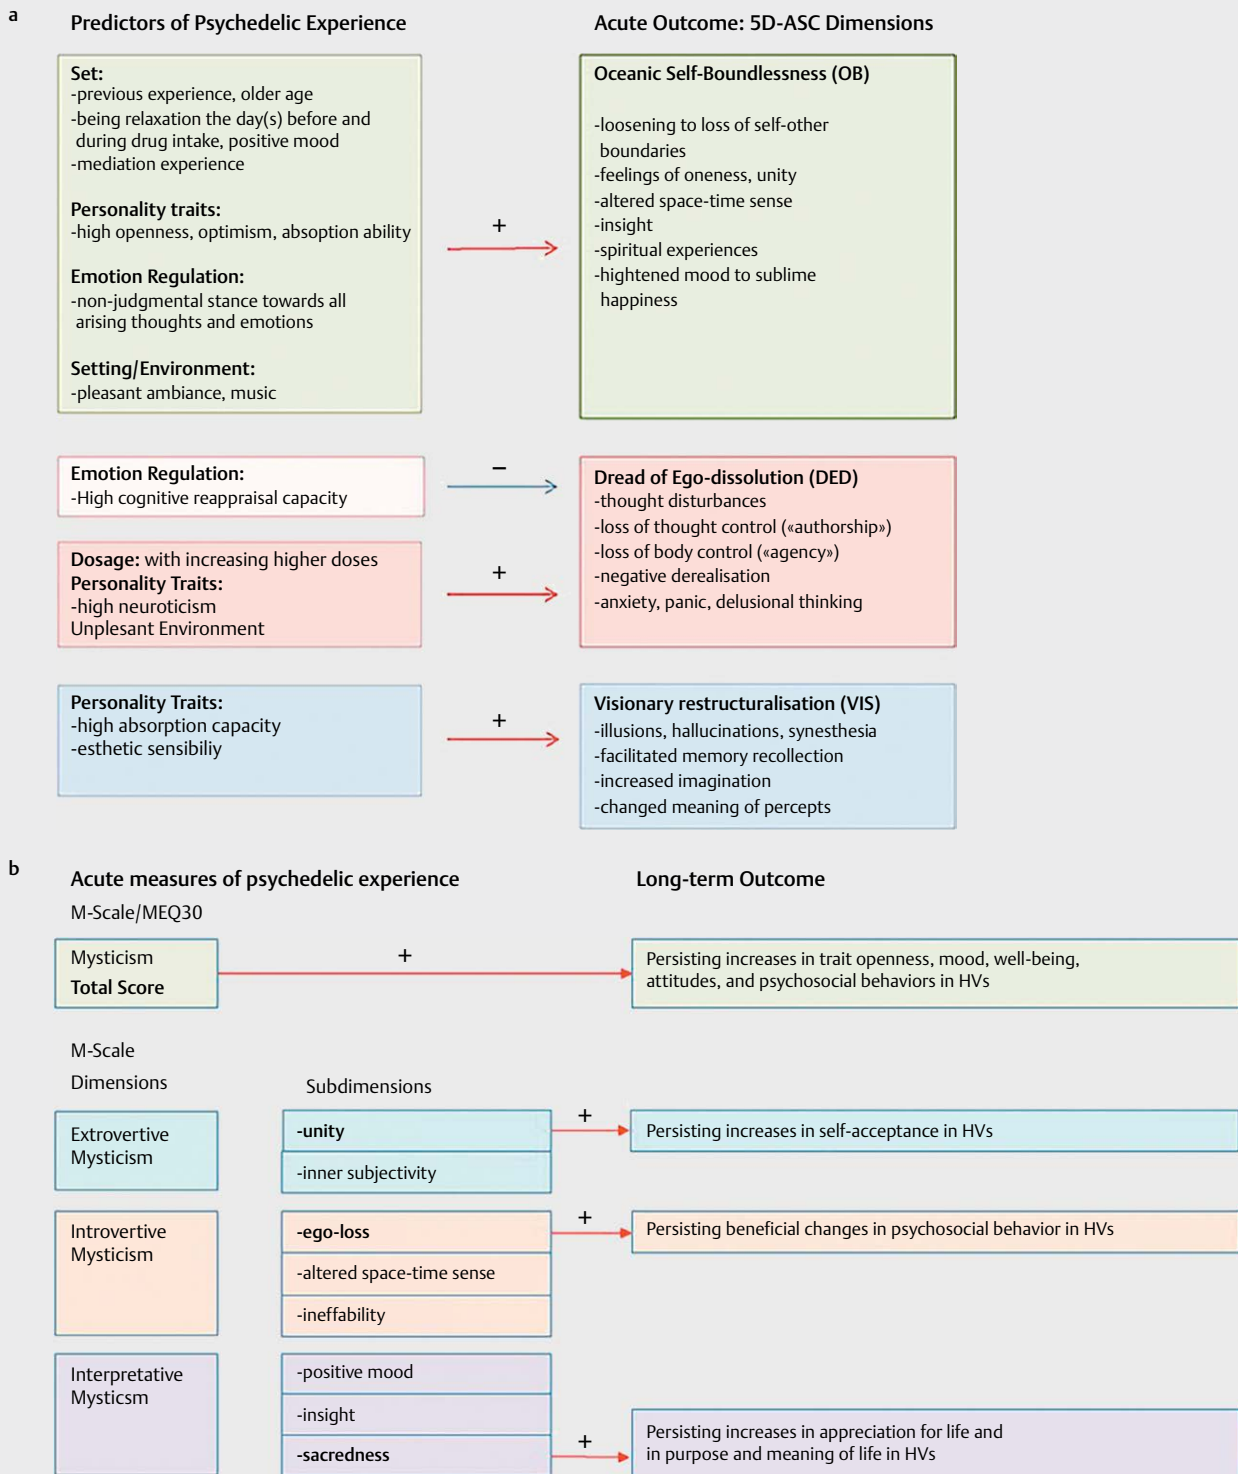 a
Predictors of Psychedelic Experience
Acute Outcome: 5D-ASC Dimensions
Set:
-previous experience, older age
-being relaxation the day(s) before and
during drug intake, positive mood
-mediation experience
Personality traits:
-high openness, optimism, absoption ability
Emotion Regulation:
-non-judgmental stance towards all
arising thoughts and emotions
Setting/Environment:
-pleasant ambiance, music
+
Oceanic Self-Boundlessness (OB)
-loosening to loss of self-other
boundaries
-feelings of oneness, unity
-altered space-time sense
-insight
-spiritual experiences
-hightened mood to sublime
happiness
Emotion Regulation:
-High cognitive reappraisal capacity
−
Dosage: with increasing higher doses
Personality Traits:
-high neuroticism
Unplesant Environment
+
Dread of Ego-dissolution (DED)
-thought disturbances
-loss of thought control («authorship»)
-loss of body control («agency»)
-negative derealisation
-anxiety, panic, delusional thinking
Personality Traits:
-high absorption capacity
-esthetic sensibiliy
+
Visionary restructuralisation (VIS)
-illusions, hallucinations, synesthesia
-facilitated memory recollection
-increased imagination
-changed meaning of percepts
b
Acute measures of psychedelic experience
Long-term Outcome
M-Scale/MEQ30
Mysticism
Total Score
+
Persisting increases in trait openness, mood, well-being,
attitudes, and psychosocial behaviors in HVs
M-Scale
Dimensions
Subdimensions
Extrovertive
Mysticism
-unity
-inner subjectivity
+
Persisting increases in self-acceptance in HVs
Introvertive
Mysticism
-ego-loss
-altered space-time sense
-ineffability
+
Persisting beneficial changes in psychosocial behavior in HVs
Interpretative
Mysticsm
-positive mood
-insight
-sacredness
+
Persisting increases in appreciation for life and
in purpose and meaning of life in HVs